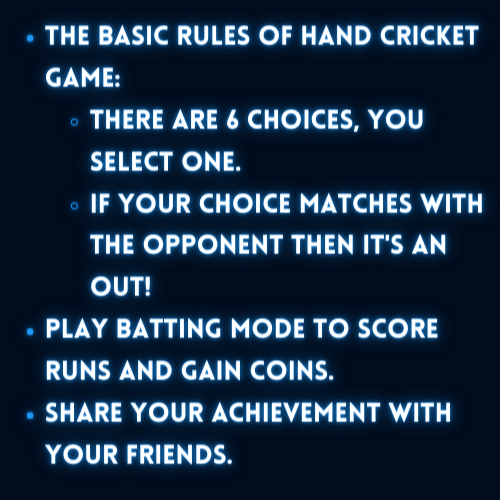 • THE BASIC RULES OF HAND CRICKET
GAME:
◦ THERE ARE 6 CHOICES, YOU
SELECT ONE.
◦ IF YOUR CHOICE MATCHES WITH
THE OPPONENT THEN IT'S AN
OUT!
• PLAY BATTING MODE TO SCORE
RUNS AND GAIN COINS.
• SHARE YOUR ACHIEVEMENT WITH
YOUR FRIENDS.